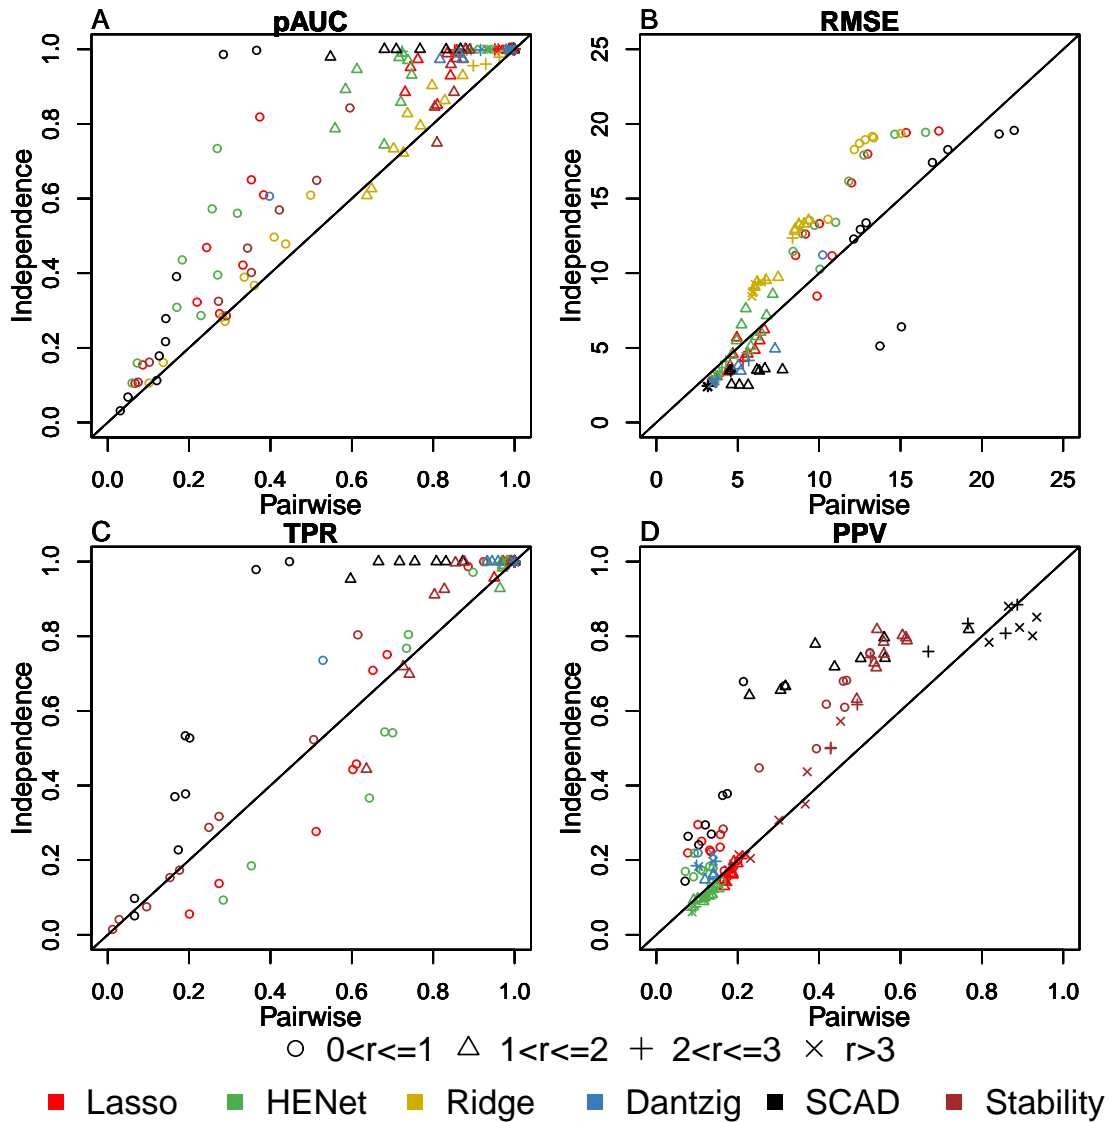 A
pAUC
Independence
0.0 0.2 0.4 0.6 0.8 1.0
0.0 0.2 0.4 0.6 0.8 1.0
Pairwise
B
RMSE
Independence
0 5 10 15 20 25
0 5 10 15 20 25
Pairwise
C
TPR
Independence
0.0 0.2 0.4 0.6 0.8 1.0
0.0 0.2 0.4 0.6 0.8 1.0
Pairwise
D
PPV
Independence
0.0 0.2 0.4 0.6 0.8 1.0
0.0 0.2 0.4 0.6 0.8 1.0
Pairwise
0<r<=1 1<r<=2 2<r<=3 r>3
Lasso HENet Ridge Dantzig SCAD Stability